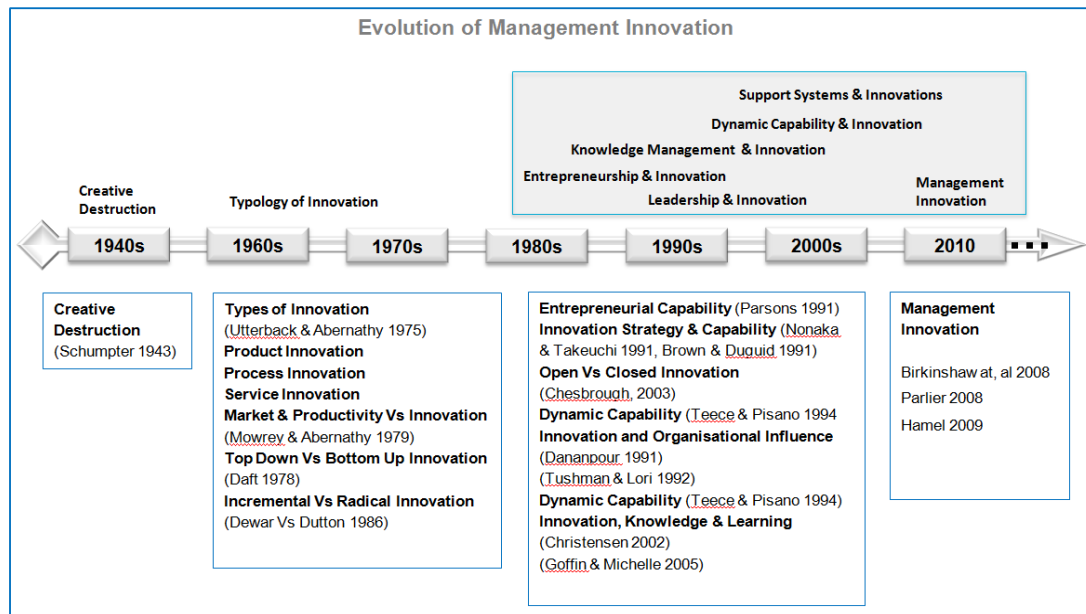 Evolution of Management Innovation
Support Systems & Innovations
Dynamic Capability & Innovation
Knowledge Management & Innovation
Entrepreneurship & Innovation
Leadership & Innovation
Management
Innovation
Creative
Destruction
Typology of Innovation
1940s
1960s
1970s
1980s
1990s
2000s
2010
Creative
Destruction
(Schumpter 1943)
Types of Innovation
(Utterback & Abernathy 1975)
Product Innovation
Process Innovation
Service Innovation
Market & Productivity Vs Innovation
(Mowrey & Abernathy 1979)
Top Down Vs Bottom Up Innovation
(Daft 1978)
Incremental Vs Radical Innovation
(Dewar Vs Dutton 1986)
Entrepreneurial Capability (Parsons 1991)
Innovation Strategy & Capability (Nonaka
& Takeuchi 1991, Brown & Duguid 1991)
Open Vs Closed Innovation
(Chesbrough, 2003)
Dynamic Capability (Teece & Pisano 1994
Innovation and Organisational Influence
(Dananpour 1991)
(Tushman & Lori 1992)
Dynamic Capability (Teece & Pisano 1994)
Innovation, Knowledge & Learning
(Christensen 2002)
(Goffin & Michelle 2005)
Management
Innovation
Birkinshaw at, al 2008
Parlier 2008
Hamel 2009